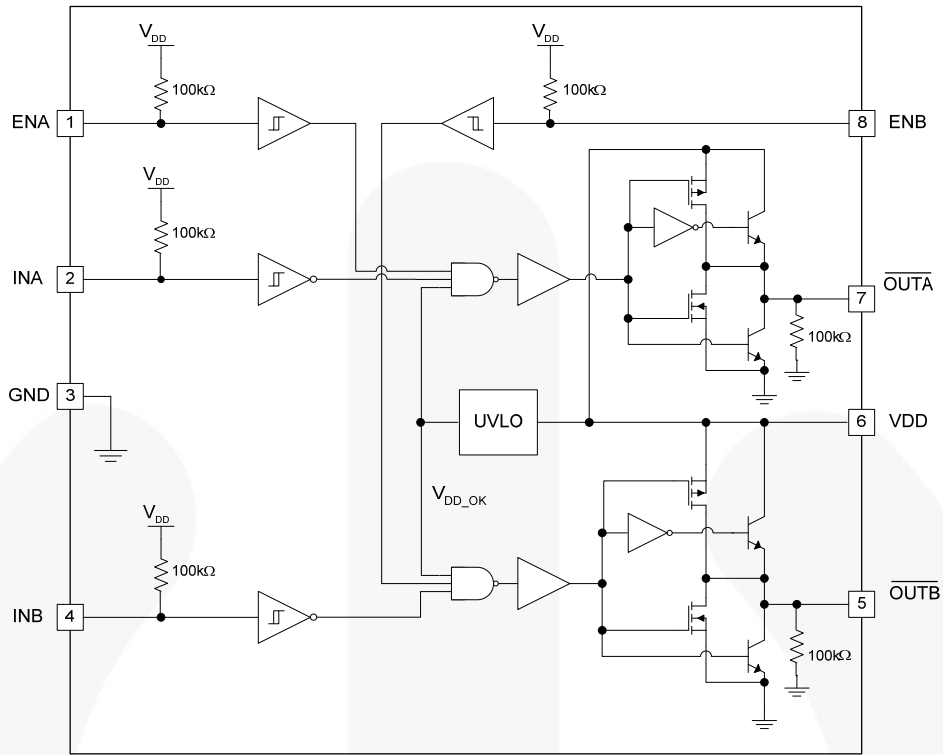 V_DD
100kΩ
ENA 1
V_DD
100kΩ
8 ENB
V_DD
100kΩ
INA 2
7 OUTA
100kΩ
GND 3
UVLO
6 VDD
V_DD_OK
V_DD
100kΩ
INB 4
5 OUTB
100kΩ